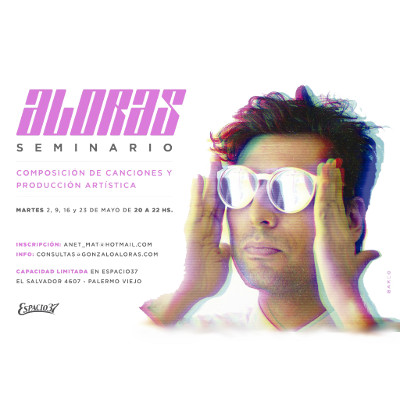 ALORAS
SEMINARIO
COMPOSICIÓN DE CANCIONES Y
PRODUCCIÓN ARTÍSTICA
MARTES 2, 9, 16 y 23 DE MAYO DE 20 A 22 HS.
INSCRIPCIÓN: ANET_MAT@HOTMAIL.COM
INFO: CONSULTAS@GONZALOALORAS.COM
CAPACIDAD LIMITADA EN ESPACIO37
EL SALVADOR 4607 - PALERMO VIEJO
ESPACIO37